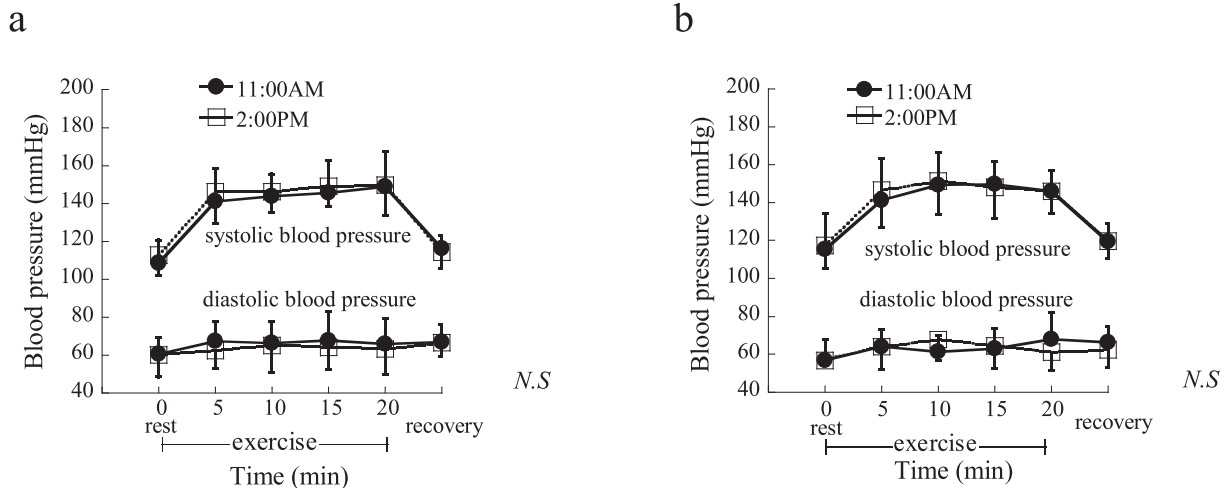 a
200
180
160
140
120
100
80
60
40
Blood pressure (mmHg)
11:00AM
2:00PM
systolic blood pressure
diastolic blood pressure
N.S
0 5 10 15 20
rest recovery
exercise
Time (min)
b
200
180
160
140
120
100
80
60
40
Blood pressure (mmHg)
11:00AM
2:00PM
systolic blood pressure
diastolic blood pressure
N.S
0 5 10 15 20
rest recovery
exercise
Time (min)